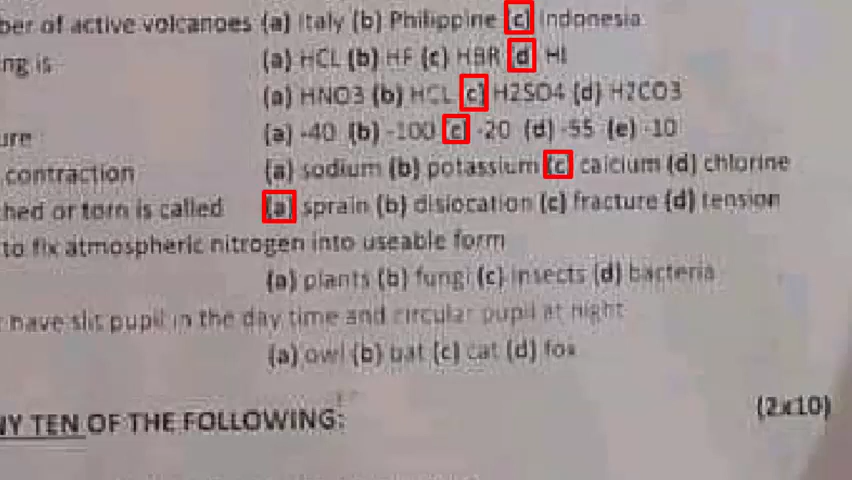 ber of active volcanoes (a) Italy (b) Philippine (c) Indonesia
ng is (a) HCL (b) HF (c) HBR (d) HI
(a) HNO3 (b) HCL (c) H2SO4 (d) H2CO3
ure (a) -40 (b) -100 (c) -20 (d) -55 (e) -10
contraction (a) sodium (b) potassium (c) calcium (d) chlorine
hed or torn is called (a) sprain (b) dislocation (c) fracture (d) tension
to fix atmospheric nitrogen into useable form
(a) plants (b) fungi (c) insects (d) bacteria
have slit pupil in the day time and circular pupil at night
(a) owl (b) bat (c) cat (d) fox
NY TEN OF THE FOLLOWING: (2x10)